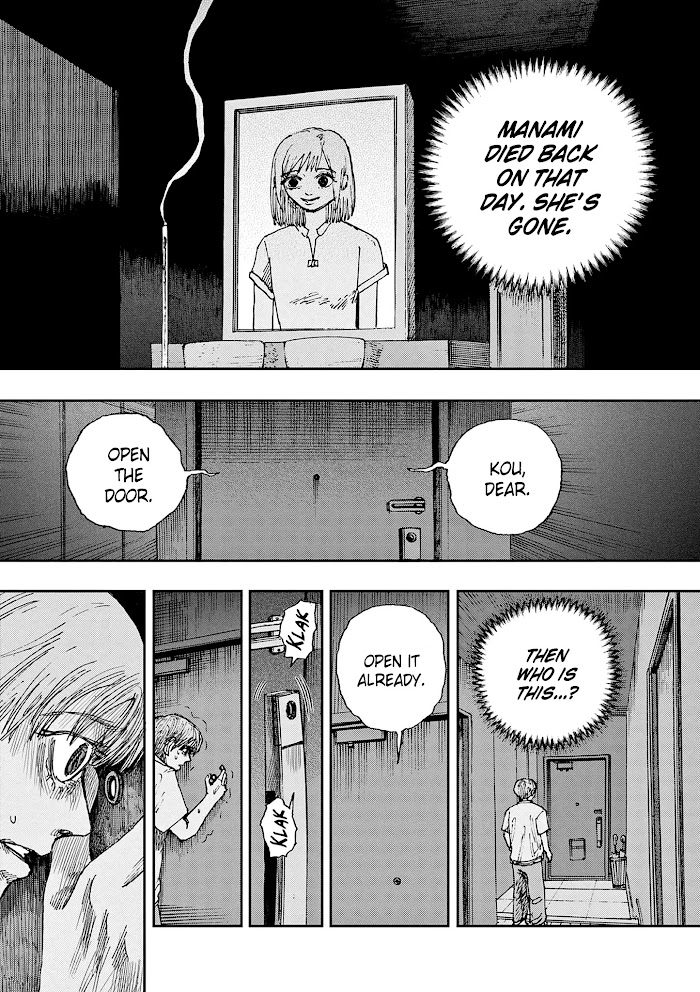 MANAMI
DIED BACK
ON THAT
DAY. SHE'S
GONE.
KOU,
DEAR.
OPEN
THE
DOOR.
THEN
WHO IS
THIS...?
OPEN IT
ALREADY.
KLAK
KLAK